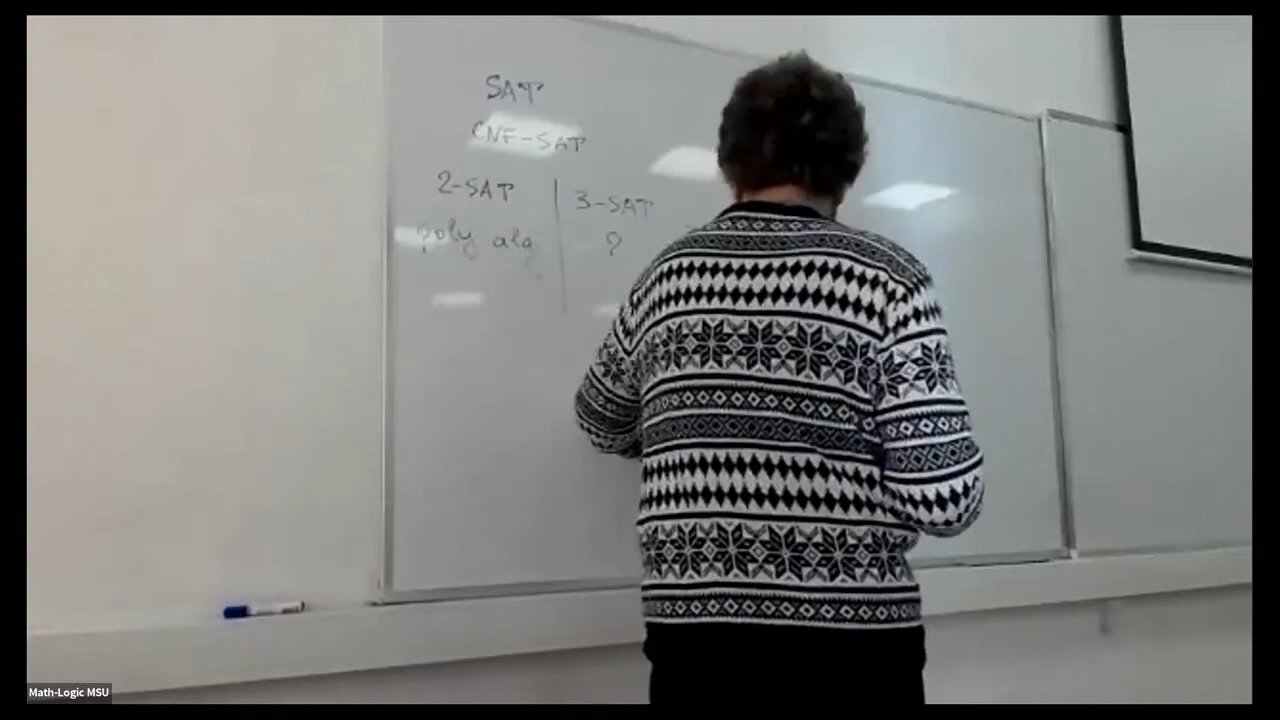 SAT
CNF-SAT
2-SAT | 3-SAT
poly alg | ?
Math-Logic MSU